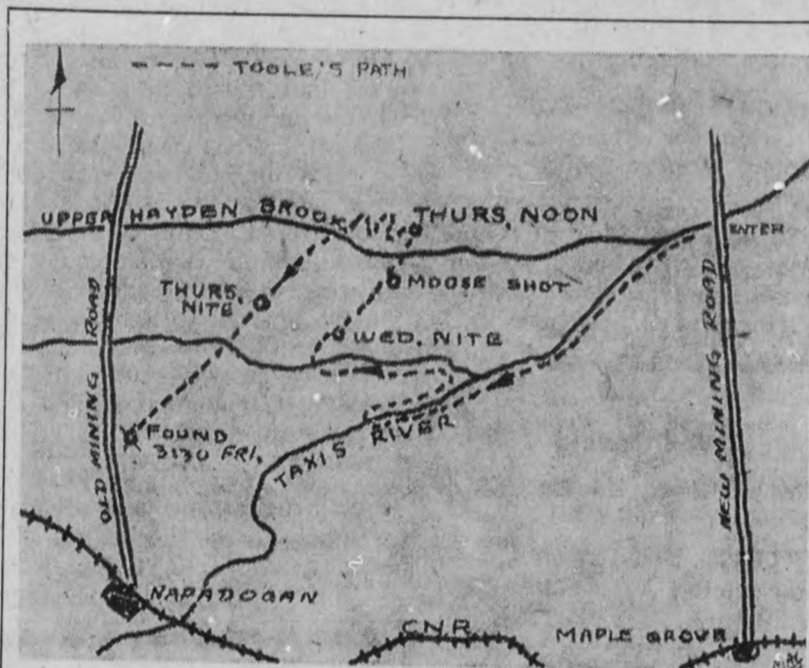 TOOLE'S PATH
UPPER HAYDEN BROOK
THURS. NOON
ENTER
MOOSE SHOT
THURS.
NITE
WED. NITE
OLD MINING ROAD
NEW MINING ROAD
FOUND
3:30 FRI.
TAXIS RIVER
NAPADOGAN
CNR
MAPLE GROVE